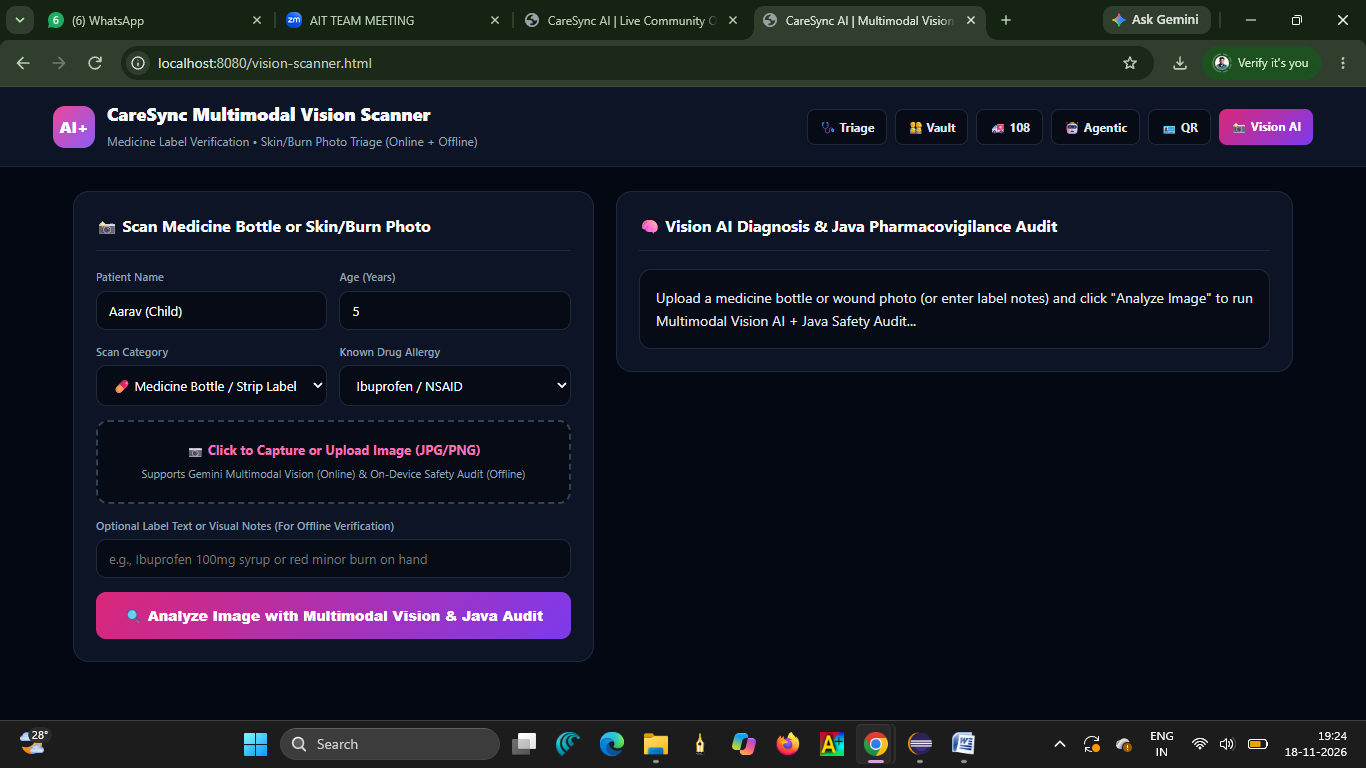 6 (6) WhatsApp
zm AIT TEAM MEETING
CareSync AI | Live Community
CareSync AI | Multimodal Vision
Ask Gemini
localhost:8080/vision-scanner.html
Verify it's you
AI+
CareSync Multimodal Vision Scanner
Medicine Label Verification • Skin/Burn Photo Triage (Online + Offline)
Triage
Vault
108
Agentic
QR
Vision AI
Scan Medicine Bottle or Skin/Burn Photo
Patient Name
Age (Years)
Aarav (Child)
5
Scan Category
Known Drug Allergy
Medicine Bottle / Strip Label
Ibuprofen / NSAID
Click to Capture or Upload Image (JPG/PNG)
Supports Gemini Multimodal Vision (Online) & On-Device Safety Audit (Offline)
Optional Label Text or Visual Notes (For Offline Verification)
e.g., Ibuprofen 100mg syrup or red minor burn on hand
Analyze Image with Multimodal Vision & Java Audit
Vision AI Diagnosis & Java Pharmacovigilance Audit
Upload a medicine bottle or wound photo (or enter label notes) and click "Analyze Image" to run
Multimodal Vision AI + Java Safety Audit...
28°
Search
ENG
IN
19:24
18-11-2026